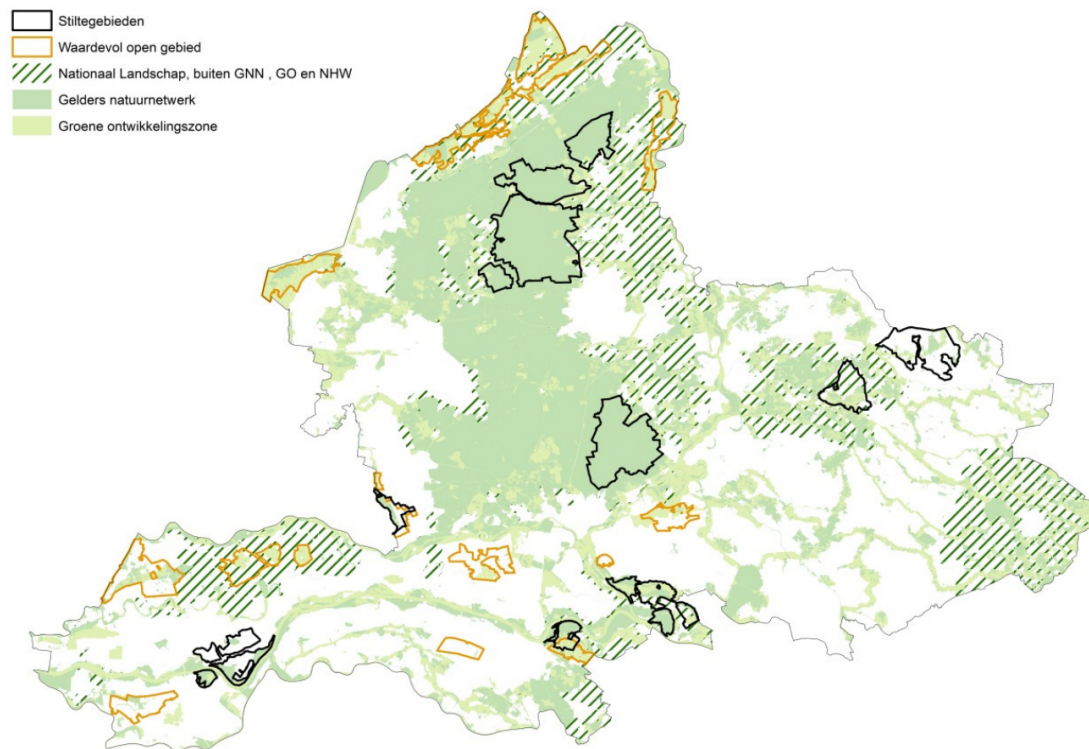 Stiltegebieden
Waardevol open gebied
Nationaal Landschap, buiten GNN , GO en NHW
Gelders natuurnetwerk
Groene ontwikkelingszone